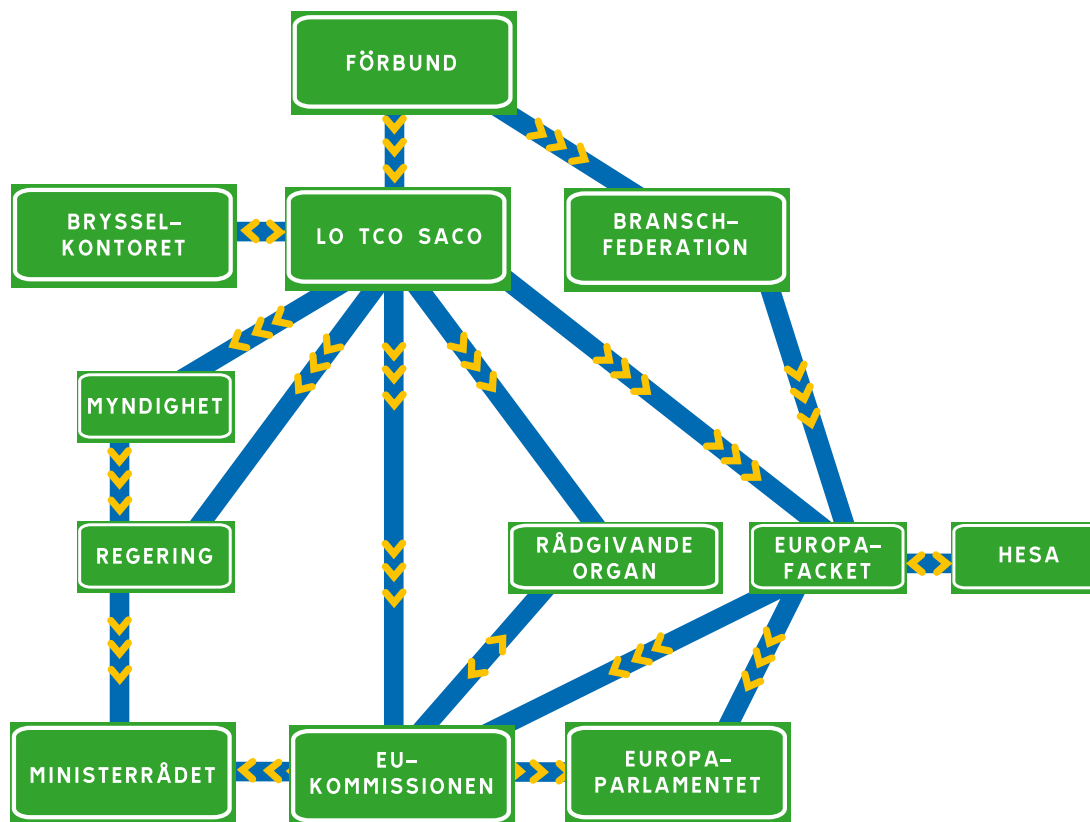 FÖRBUND
BRYSSEL–
KONTORET
LO TCO SACO
BRANSCH–
FEDERATION
MYNDIGHET
REGERING
RÅDGIVANDE
ORGAN
EUROPA–
FACKET
HESA
MINISTERRÅDET
EU–
KOMMISSIONEN
EUROPA–
PARLAMENTET